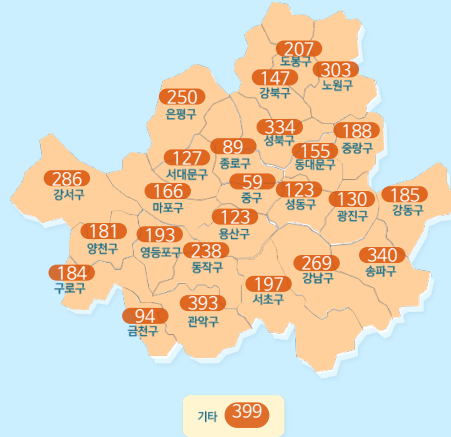 207
도봉구
147
강북구
303
노원구
250
은평구
334
성북구
188
중랑구
89
종로구
155
동대문구
127
서대문구
286
강서구
166
마포구
59
중구
123
성동구
130
광진구
185
강동구
123
용산구
181
양천구
193
영등포구
238
동작구
340
송파구
269
강남구
184
구로구
197
서초구
393
관악구
94
금천구
기타 399